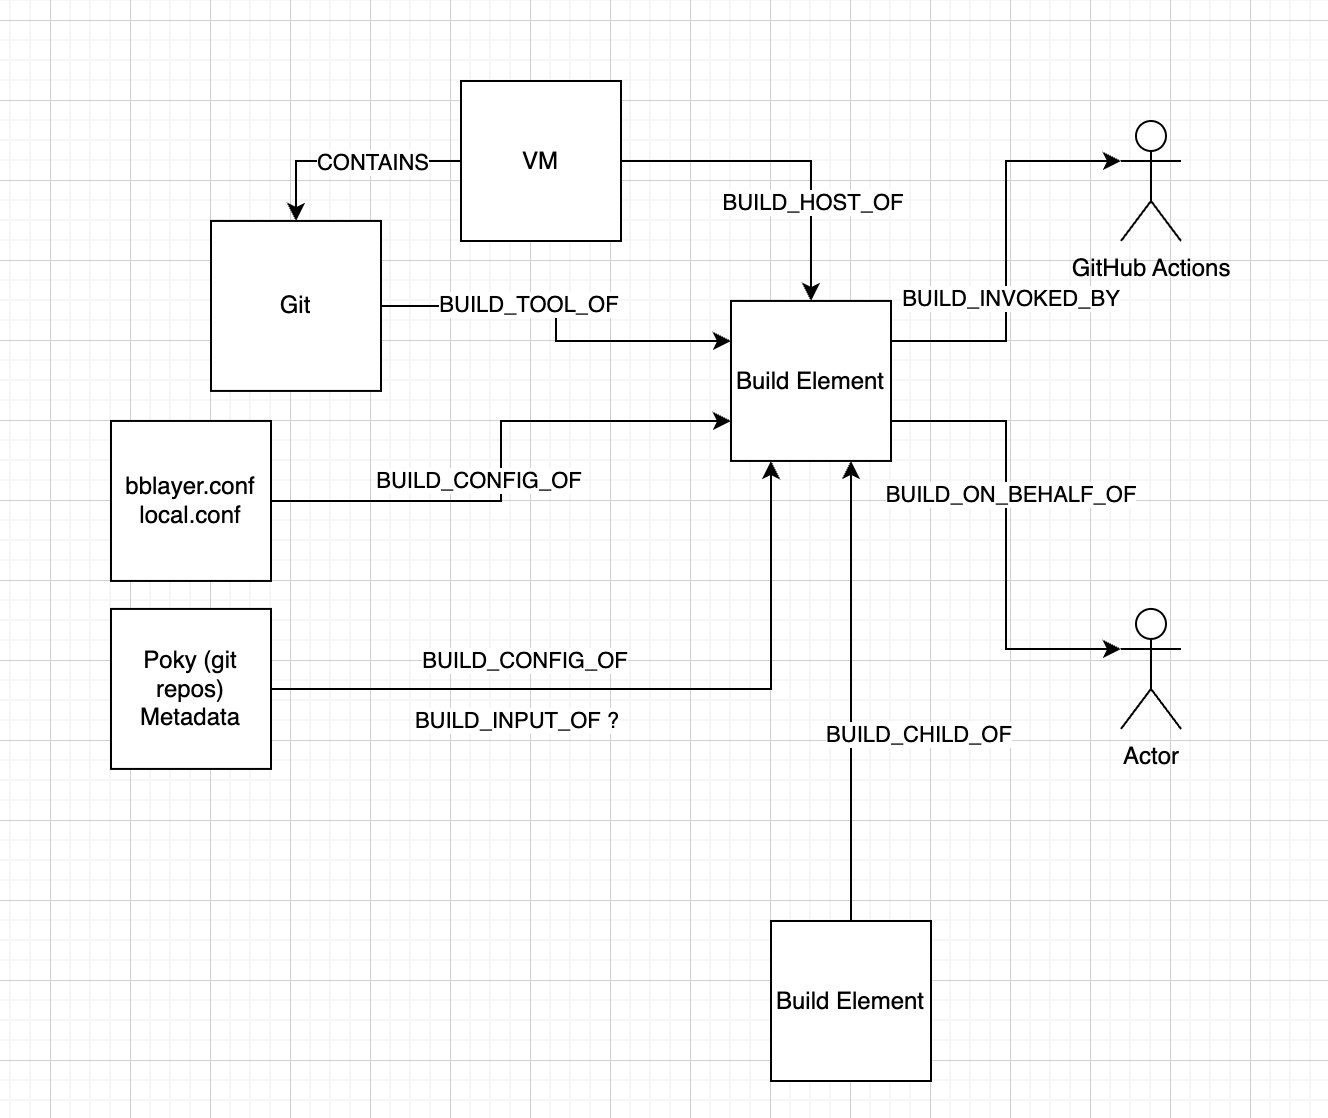 CONTAINS
VM
BUILD_HOST_OF
GitHub Actions
Git
BUILD_TOOL_OF
BUILD_INVOKED_BY
Build Element
bblayer.conf
local.conf
BUILD_CONFIG_OF
BUILD_ON_BEHALF_OF
Poky (git
repos)
Metadata
BUILD_CONFIG_OF
BUILD_INPUT_OF ?
BUILD_CHILD_OF
Actor
Build Element